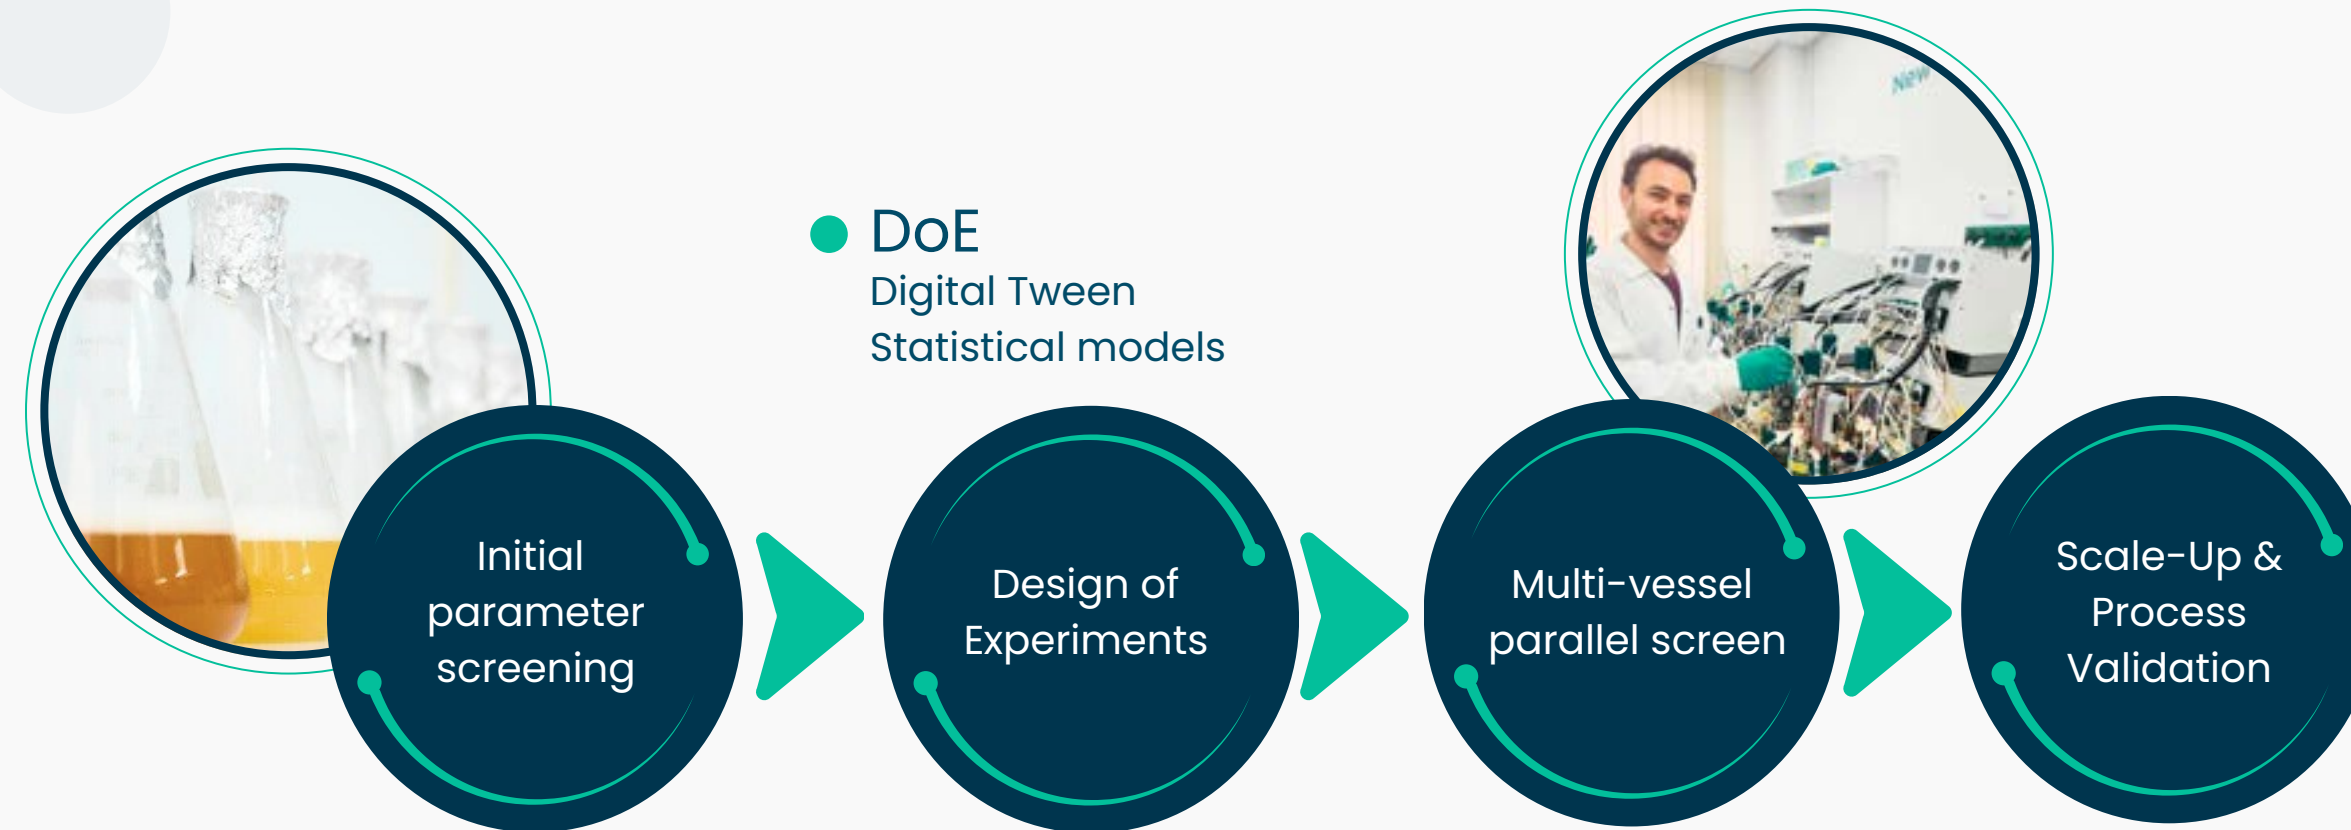 New
DoE
Digital Tween
Statistical models
Initial
parameter
screening
Design of
Experiments
Multi-vessel
parallel screen
Scale-Up &
Process
Validation